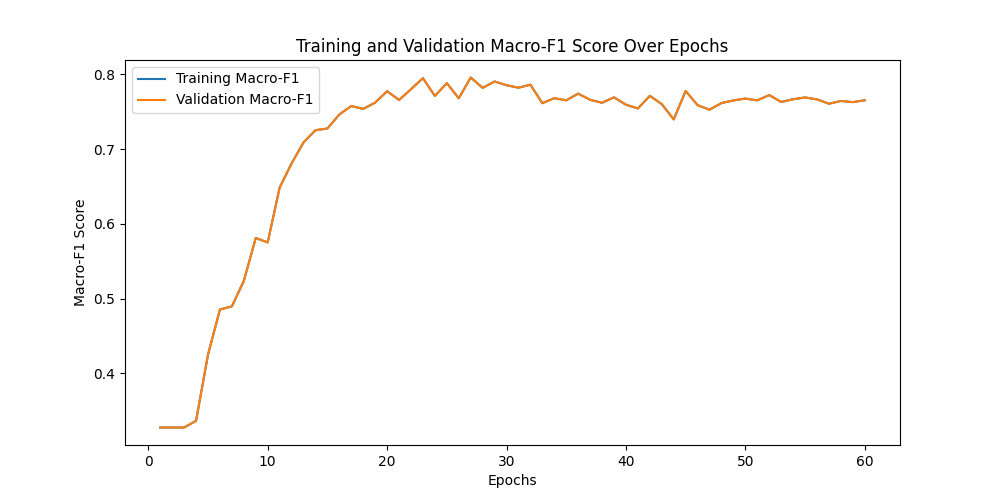 Training and Validation Macro-F1 Score Over Epochs
Training Macro-F1
Validation Macro-F1
Macro-F1 Score
0.8
0.7
0.6
0.5
0.4
0 10 20 30 40 50 60
Epochs